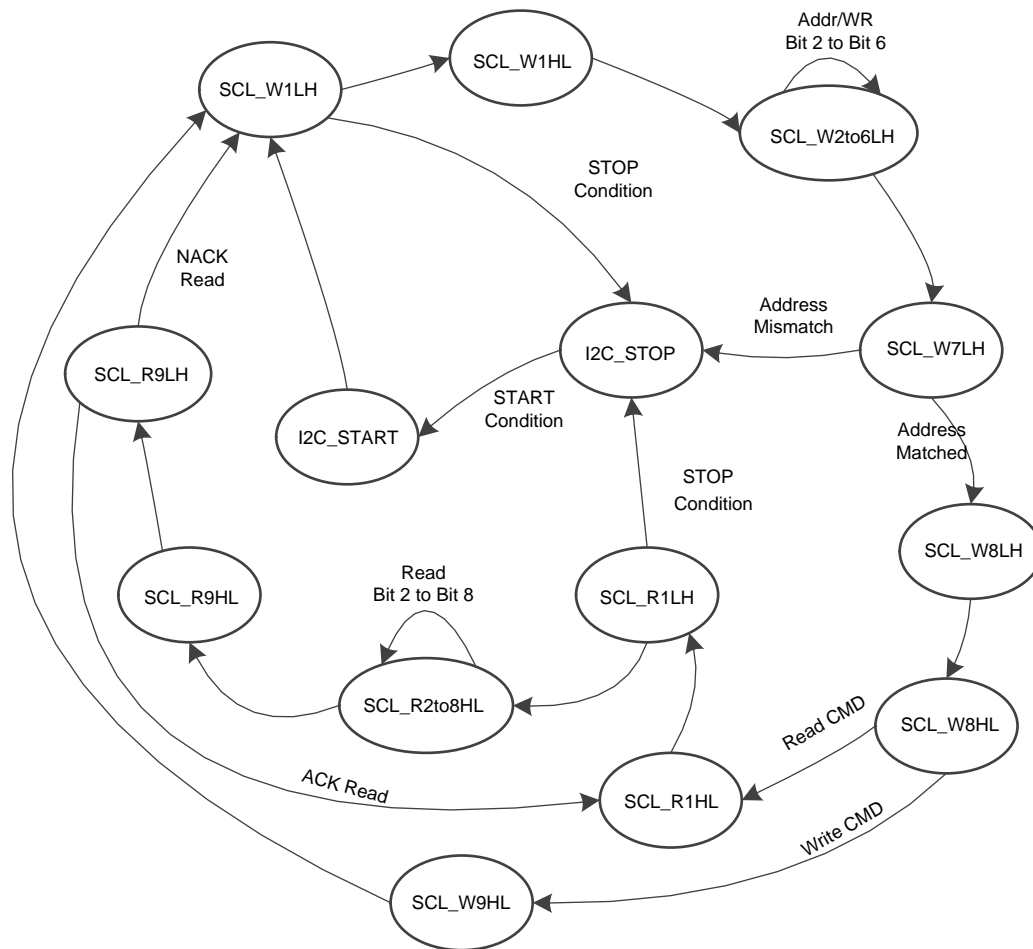 Addr/WR
Bit 2 to Bit 6
SCL_W1HL
SCL_W1LH
SCL_W2to6LH
STOP
Condition
NACK
Read
Address
Mismatch
I2C_STOP
SCL_W7LH
SCL_R9LH
START
Condition
I2C_START
Address
Matched
STOP
Condition
SCL_W8LH
Read
Bit 2 to Bit 8
SCL_R9HL
SCL_R1LH
SCL_R2to8HL
SCL_W8HL
Read CMD
ACK Read
SCL_R1HL
Write CMD
SCL_W9HL